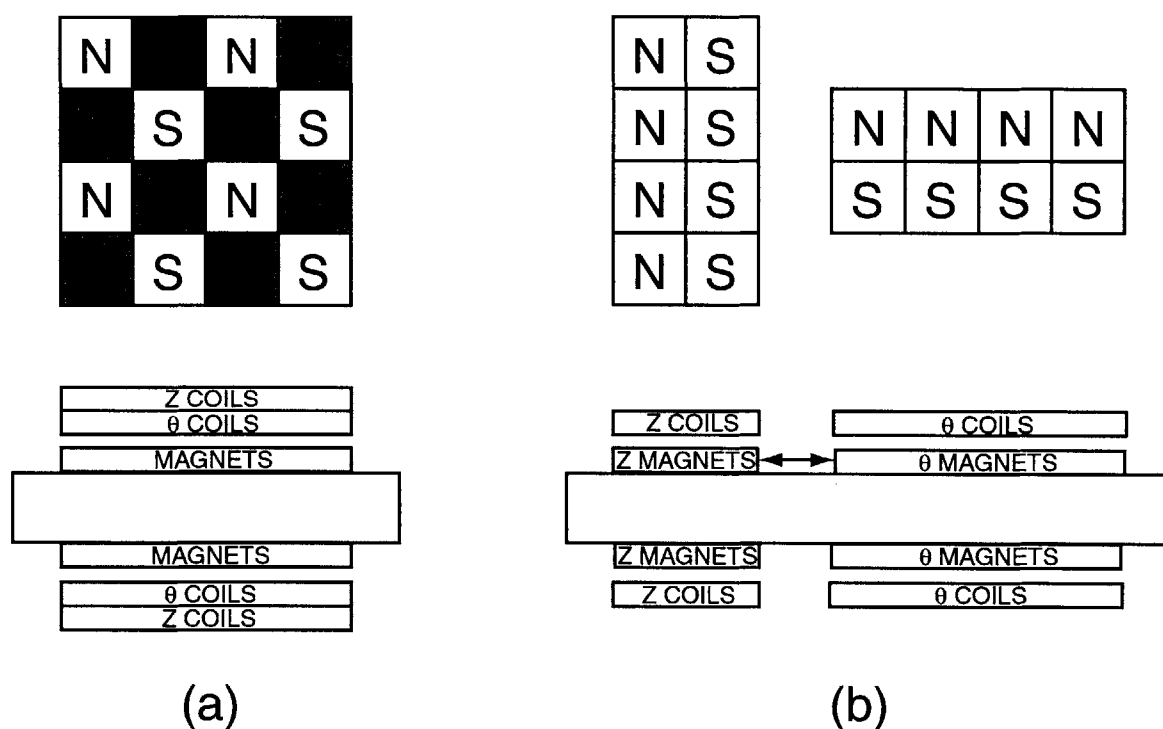 N N
S S
N N
S S
Z COILS
θ COILS
MAGNETS
MAGNETS
θ COILS
Z COILS
(a)
N S
N S
N S
N S
N N N N
S S S S
Z COILS θ COILS
Z MAGNETS θ MAGNETS
Z MAGNETS θ MAGNETS
Z COILS θ COILS
(b)